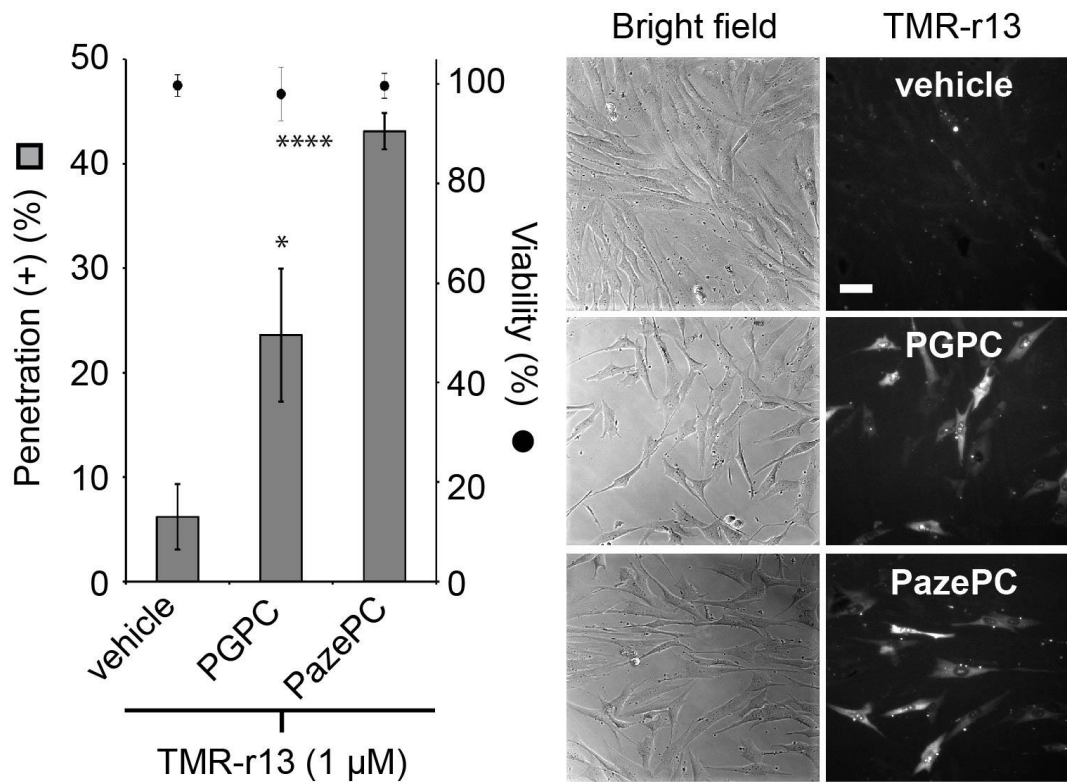 Penetration (+) (%)
50
40
30
20
10
0
****
*
100
80
60
40
20
0
Viability (%)
vehicle
PGPC
PazePC
TMR-r13 (1 µM)
Bright field
TMR-r13
vehicle
PGPC
PazePC